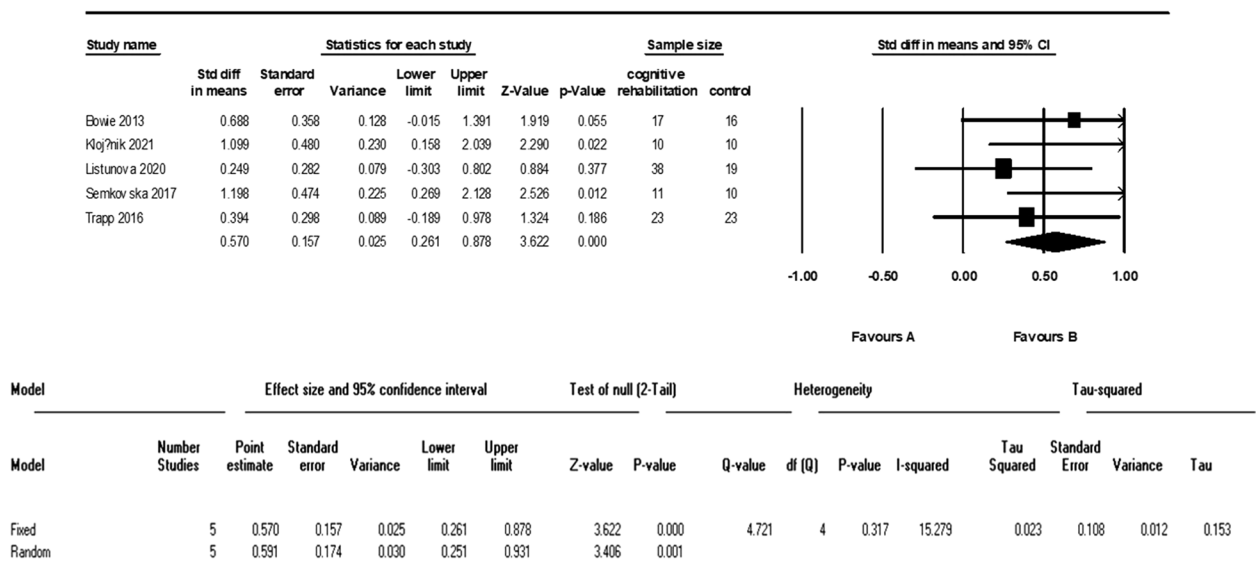 Study name Statistics for each study Sample size Std diff in means and 95% CI
Std diff Standard Lower Upper cognitive
in means error Variance limit limit Z-Value p-Value rehabilitation control
Bowie 2013 0.688 0.358 0.128 -0.015 1.391 1.919 0.055 17 16
Kloj?nik 2021 1.099 0.480 0.230 0.158 2.039 2.290 0.022 10 10
Listunova 2020 0.249 0.282 0.079 -0.303 0.802 0.884 0.377 38 19
Semkovska 2017 1.198 0.474 0.225 0.269 2.128 2.526 0.012 11 10
Trapp 2016 0.394 0.298 0.089 -0.189 0.978 1.324 0.186 23 23
0.570 0.157 0.025 0.261 0.878 3.622 0.000
-1.00 -0.50 0.00 0.50 1.00
Favours A Favours B
Model Effect size and 95% confidence interval Test of null (2-Tail) Heterogeneity Tau-squared
Number Point Standard Lower Upper Tau Standard
Model Studies estimate error Variance limit limit Z-value P-value Q-value df (Q) P-value I-squared Squared Error Variance Tau
Fixed 5 0.570 0.157 0.025 0.261 0.878 3.622 0.000 4.721 4 0.317 15.279 0.023 0.108 0.012 0.153
Random 5 0.591 0.174 0.030 0.251 0.931 3.406 0.001